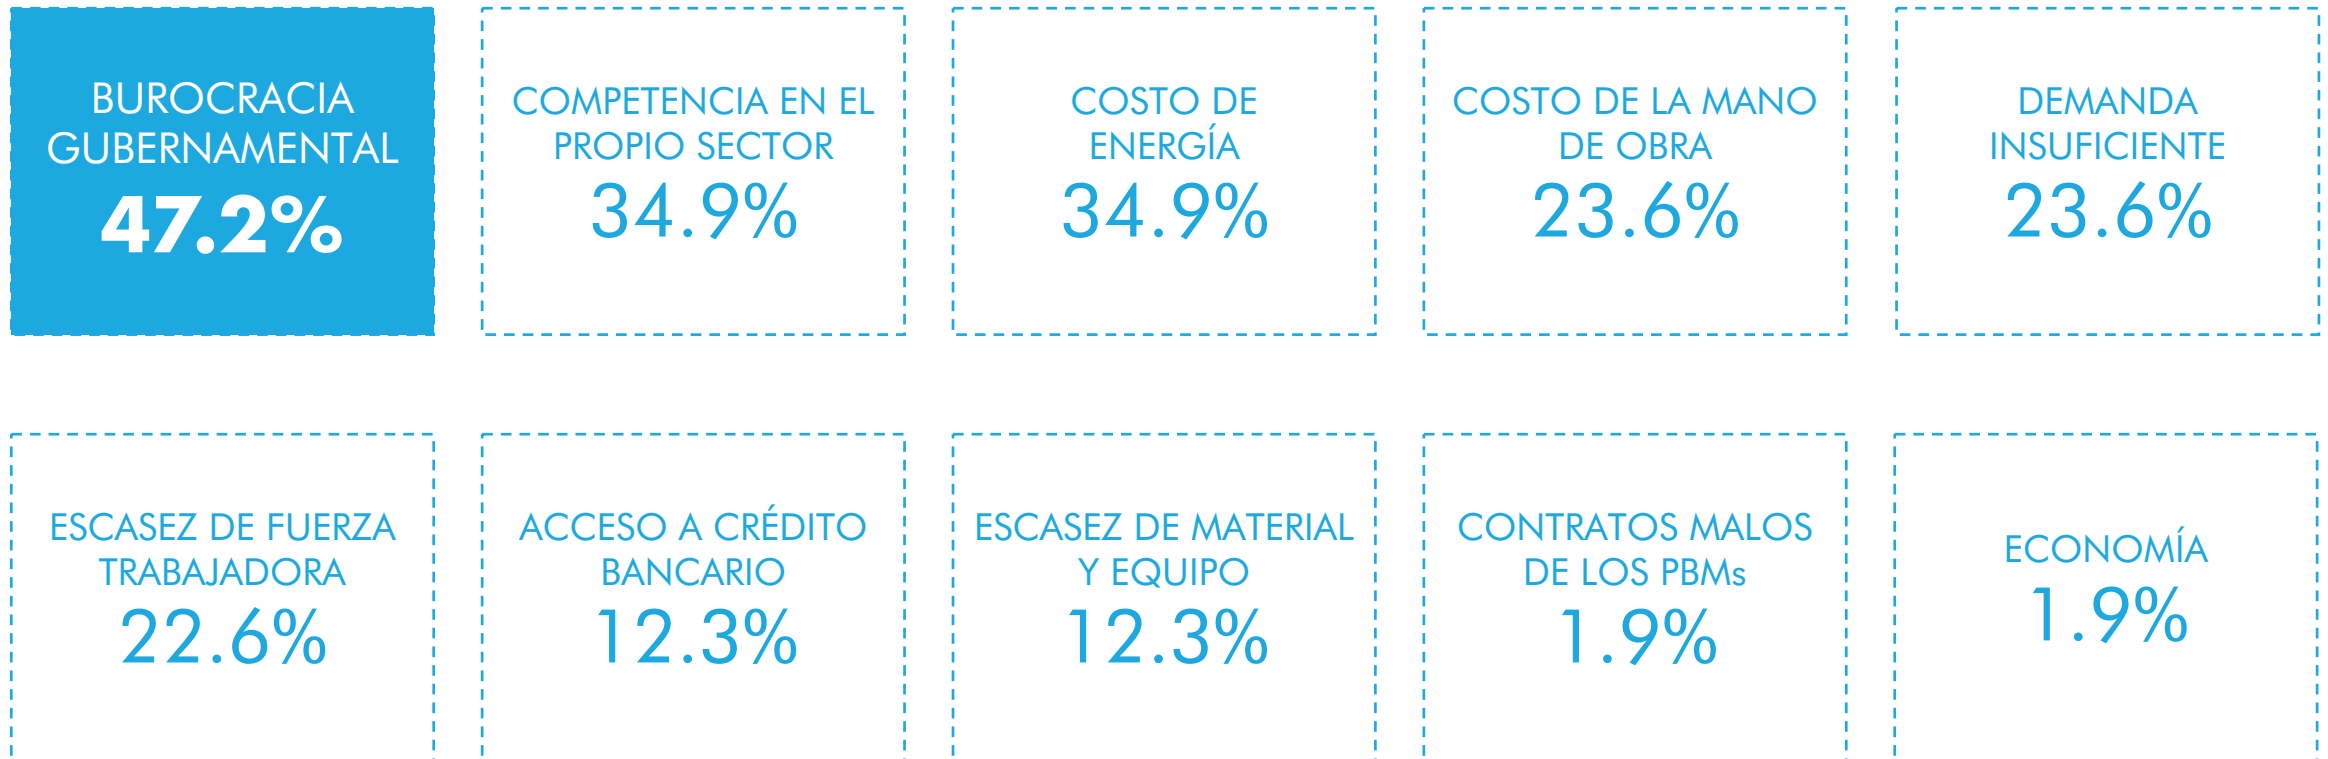 BUROCRACIA
GUBERNAMENTAL
47.2%
COMPETENCIA EN EL
PROPIO SECTOR
34.9%
COSTO DE
ENERGÍA
34.9%
COSTO DE LA MANO
DE OBRA
23.6%
DEMANDA
INSUFICIENTE
23.6%
ESCASEZ DE FUERZA
TRABAJADORA
22.6%
ACCESO A CRÉDITO
BANCARIO
12.3%
ESCASEZ DE MATERIAL
Y EQUIPO
12.3%
CONTRATOS MALOS
DE LOS PBMs
1.9%
ECONOMÍA
1.9%